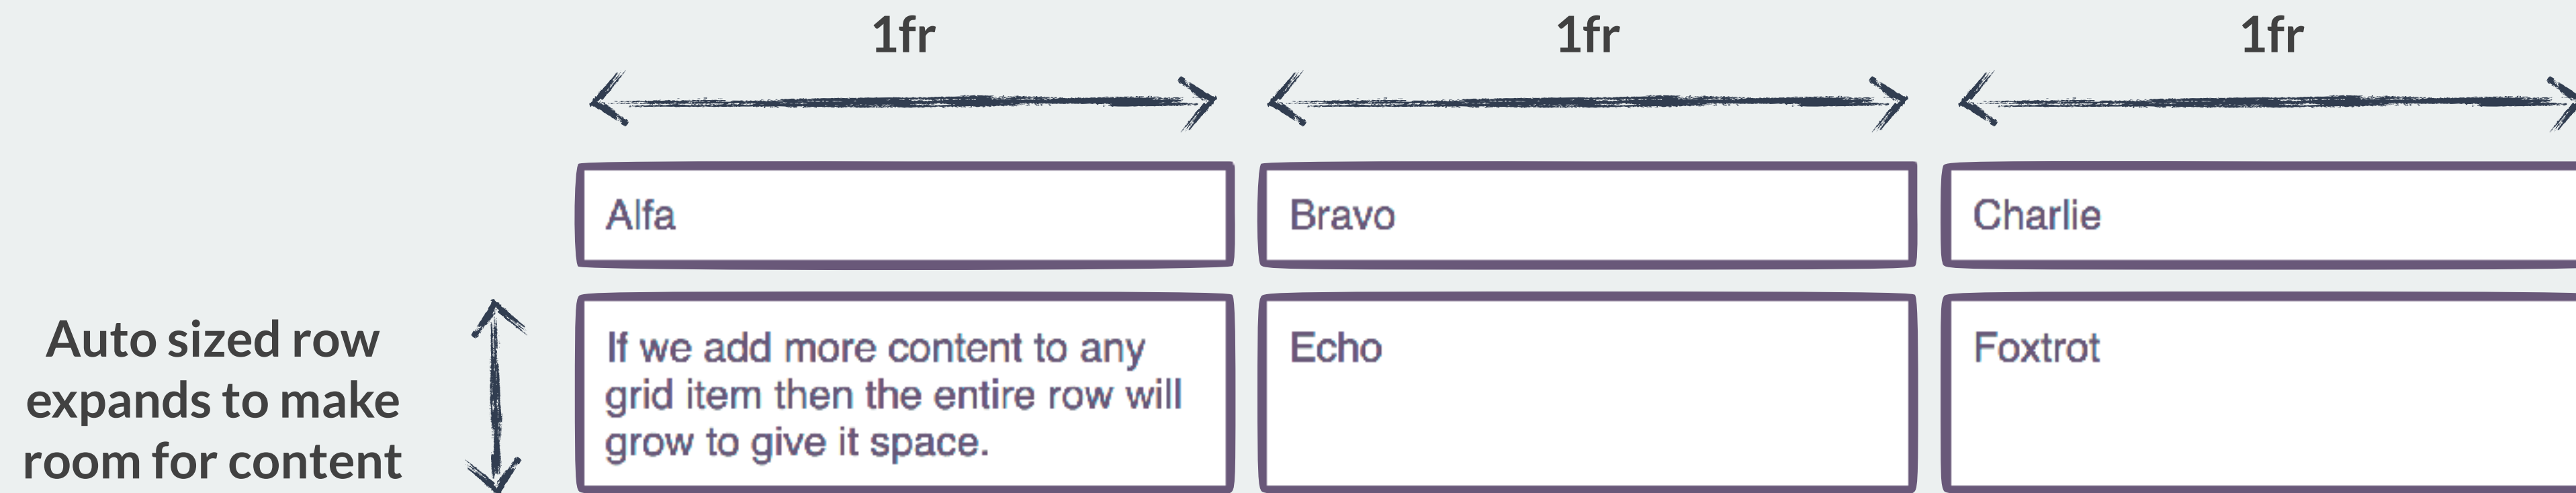 1fr
1fr
1fr
Alfa
Bravo
Charlie
Auto sized row
expands to make
room for content
If we add more content to any
grid item then the entire row will
grow to give it space.
Echo
Foxtrot